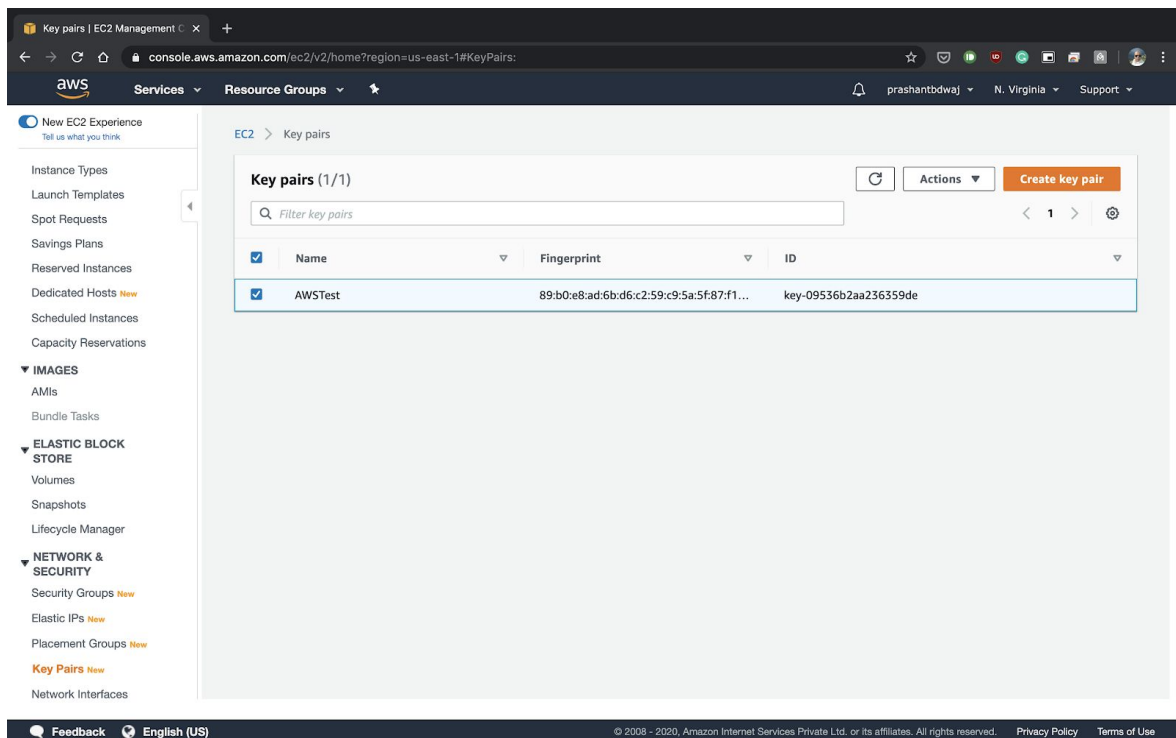 Key pairs | EC2 Management C
console.aws.amazon.com/ec2/v2/home?region=us-east-1#KeyPairs:
aws Services Resource Groups prashantbdwaj N. Virginia Support
New EC2 Experience
Tell us what you think
Instance Types
Launch Templates
Spot Requests
Savings Plans
Reserved Instances
Dedicated Hosts New
Scheduled Instances
Capacity Reservations
IMAGES
AMIs
Bundle Tasks
ELASTIC BLOCK
STORE
Volumes
Snapshots
Lifecycle Manager
NETWORK &
SECURITY
Security Groups New
Elastic IPs New
Placement Groups New
Key Pairs New
Network Interfaces
EC2 > Key pairs
Key pairs (1/1) Actions Create key pair
Filter key pairs < 1 >
Name Fingerprint ID
AWSTest 89:b0:e8:ad:6b:d6:c2:59:c9:5a:5f:87:f1... key-09536b2aa236359de
Feedback English (US) © 2008 - 2020, Amazon Internet Services Private Ltd. or its affiliates. All rights reserved. Privacy Policy Terms of Use